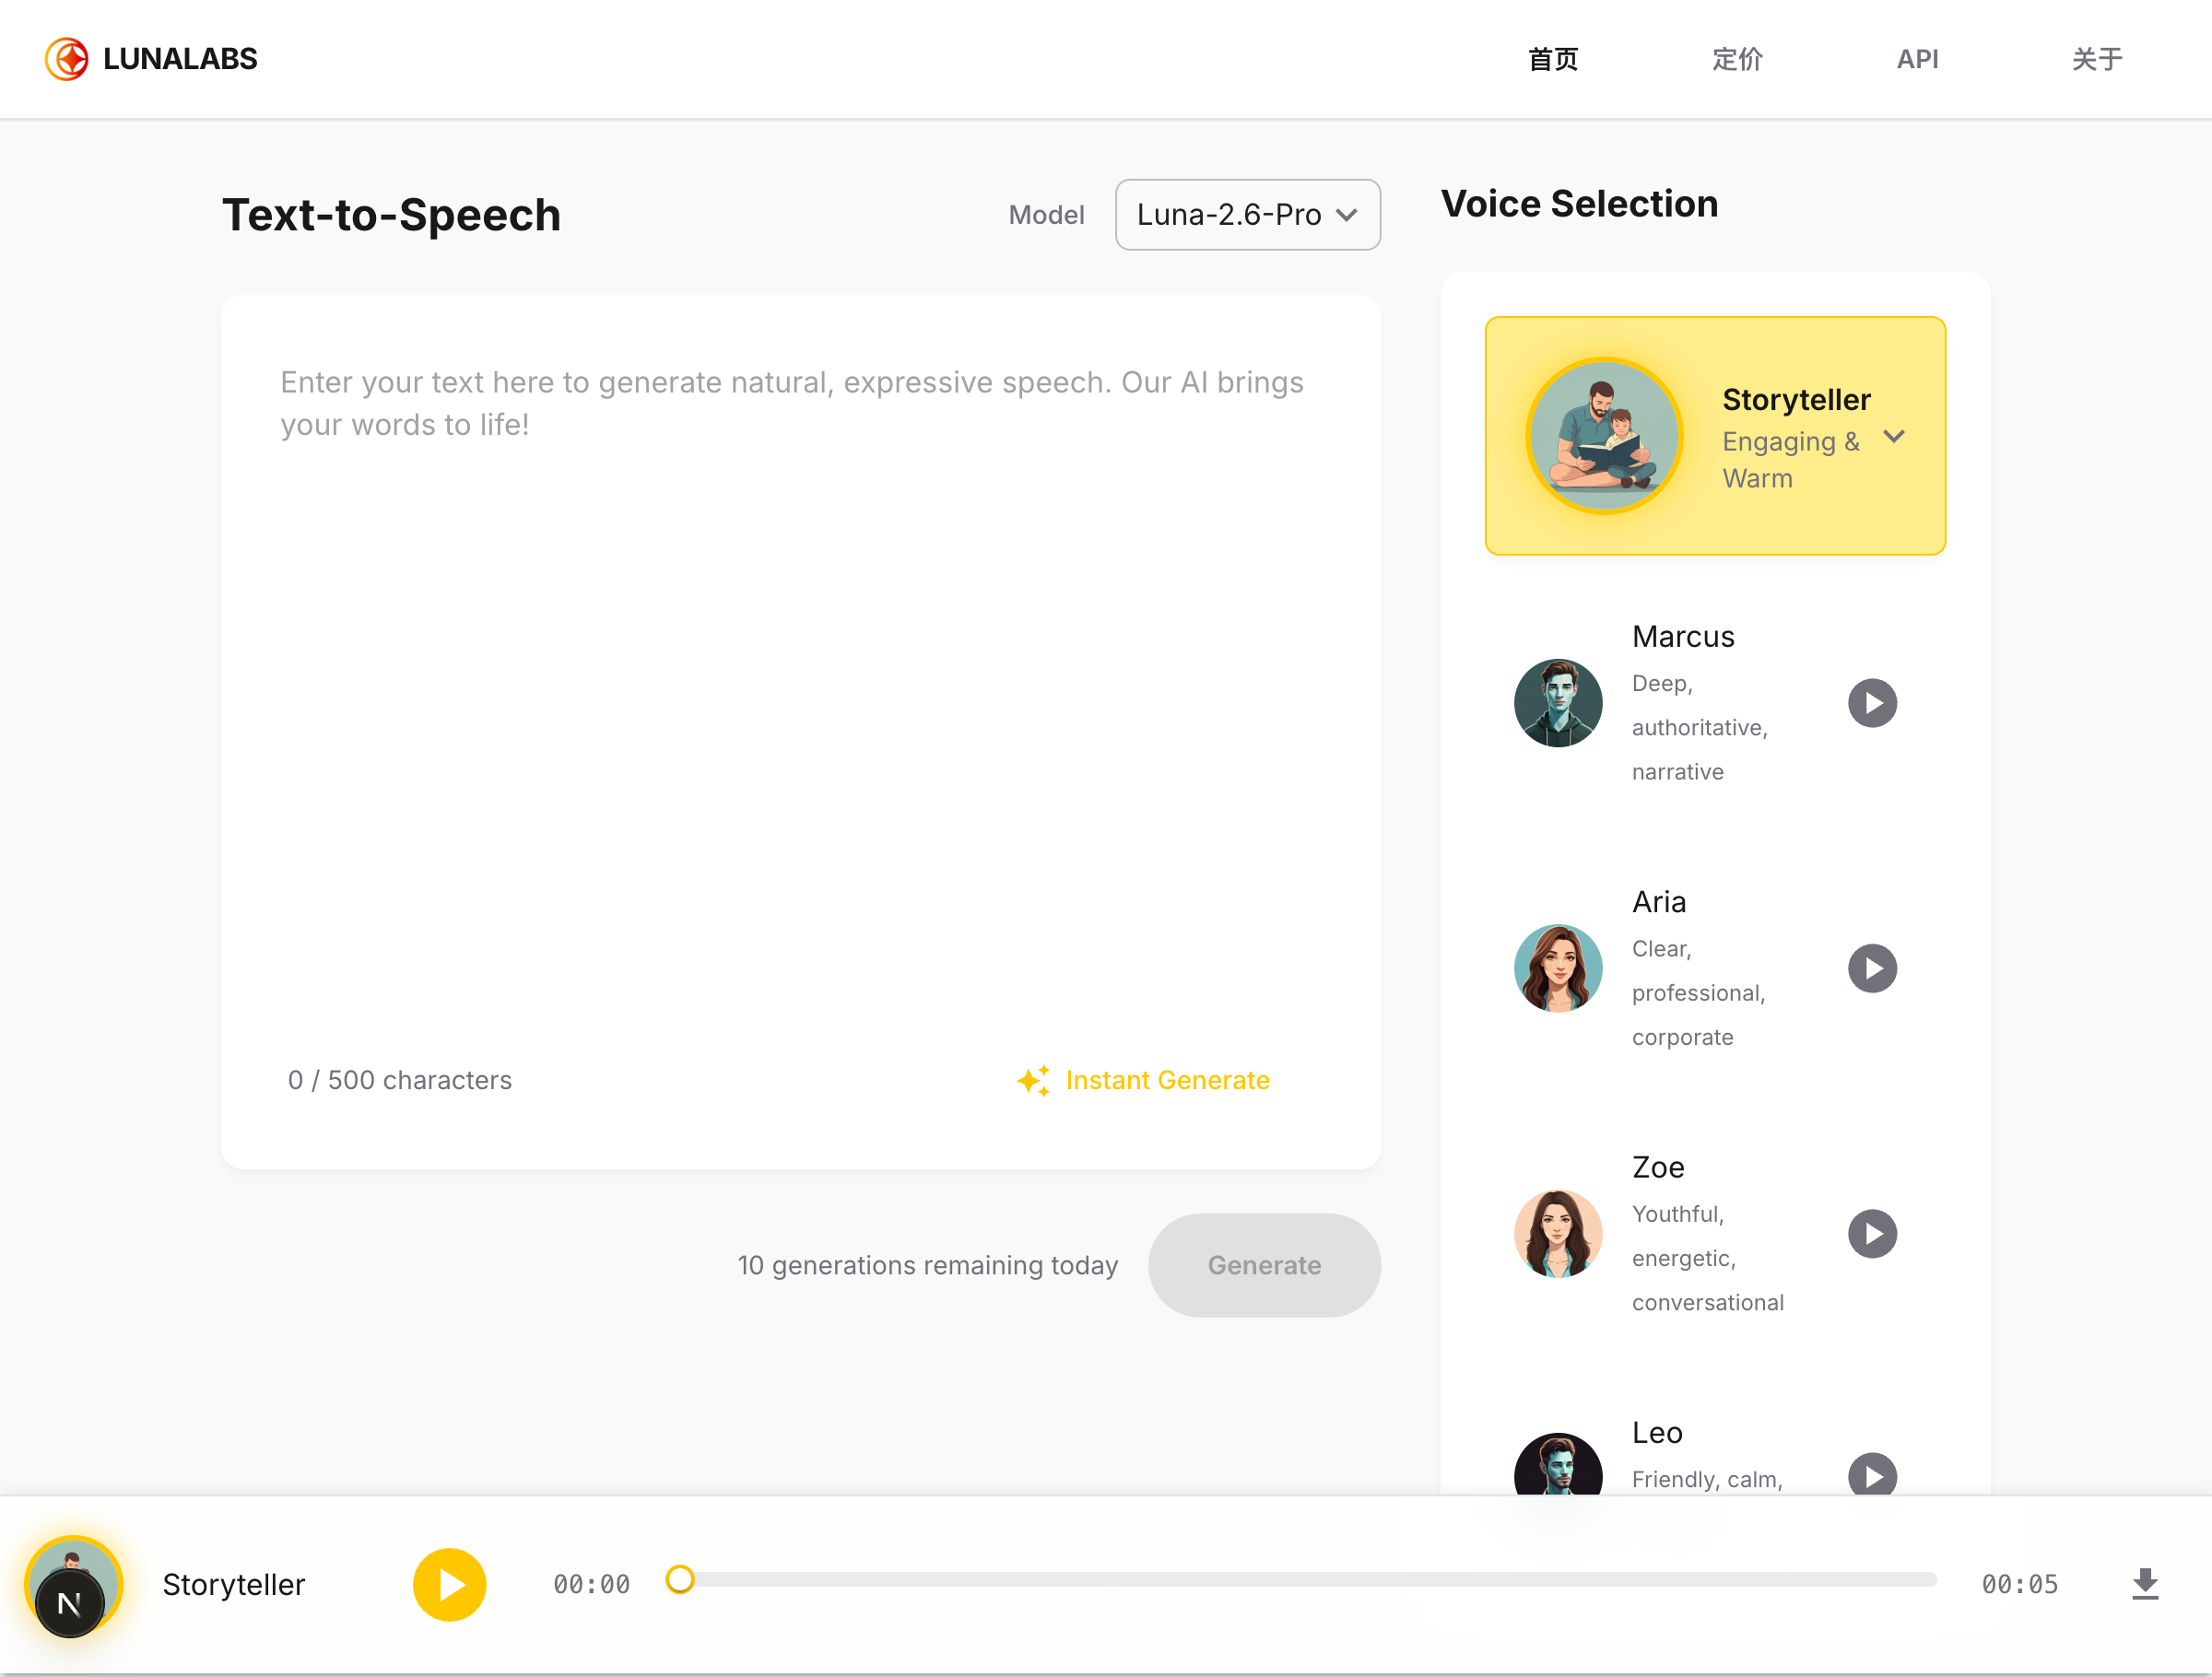 LUNALABS
首页
定价
API
关于
Text-to-Speech
Model
Luna-2.6-Pro
Enter your text here to generate natural, expressive speech. Our AI brings
your words to life!
0 / 500 characters
Instant Generate
10 generations remaining today
Generate
Voice Selection
Storyteller
Engaging &
Warm
Marcus
Deep,
authoritative,
narrative
Aria
Clear,
professional,
corporate
Zoe
Youthful,
energetic,
conversational
Leo
Friendly, calm,
N
Storyteller
00:00
00:05